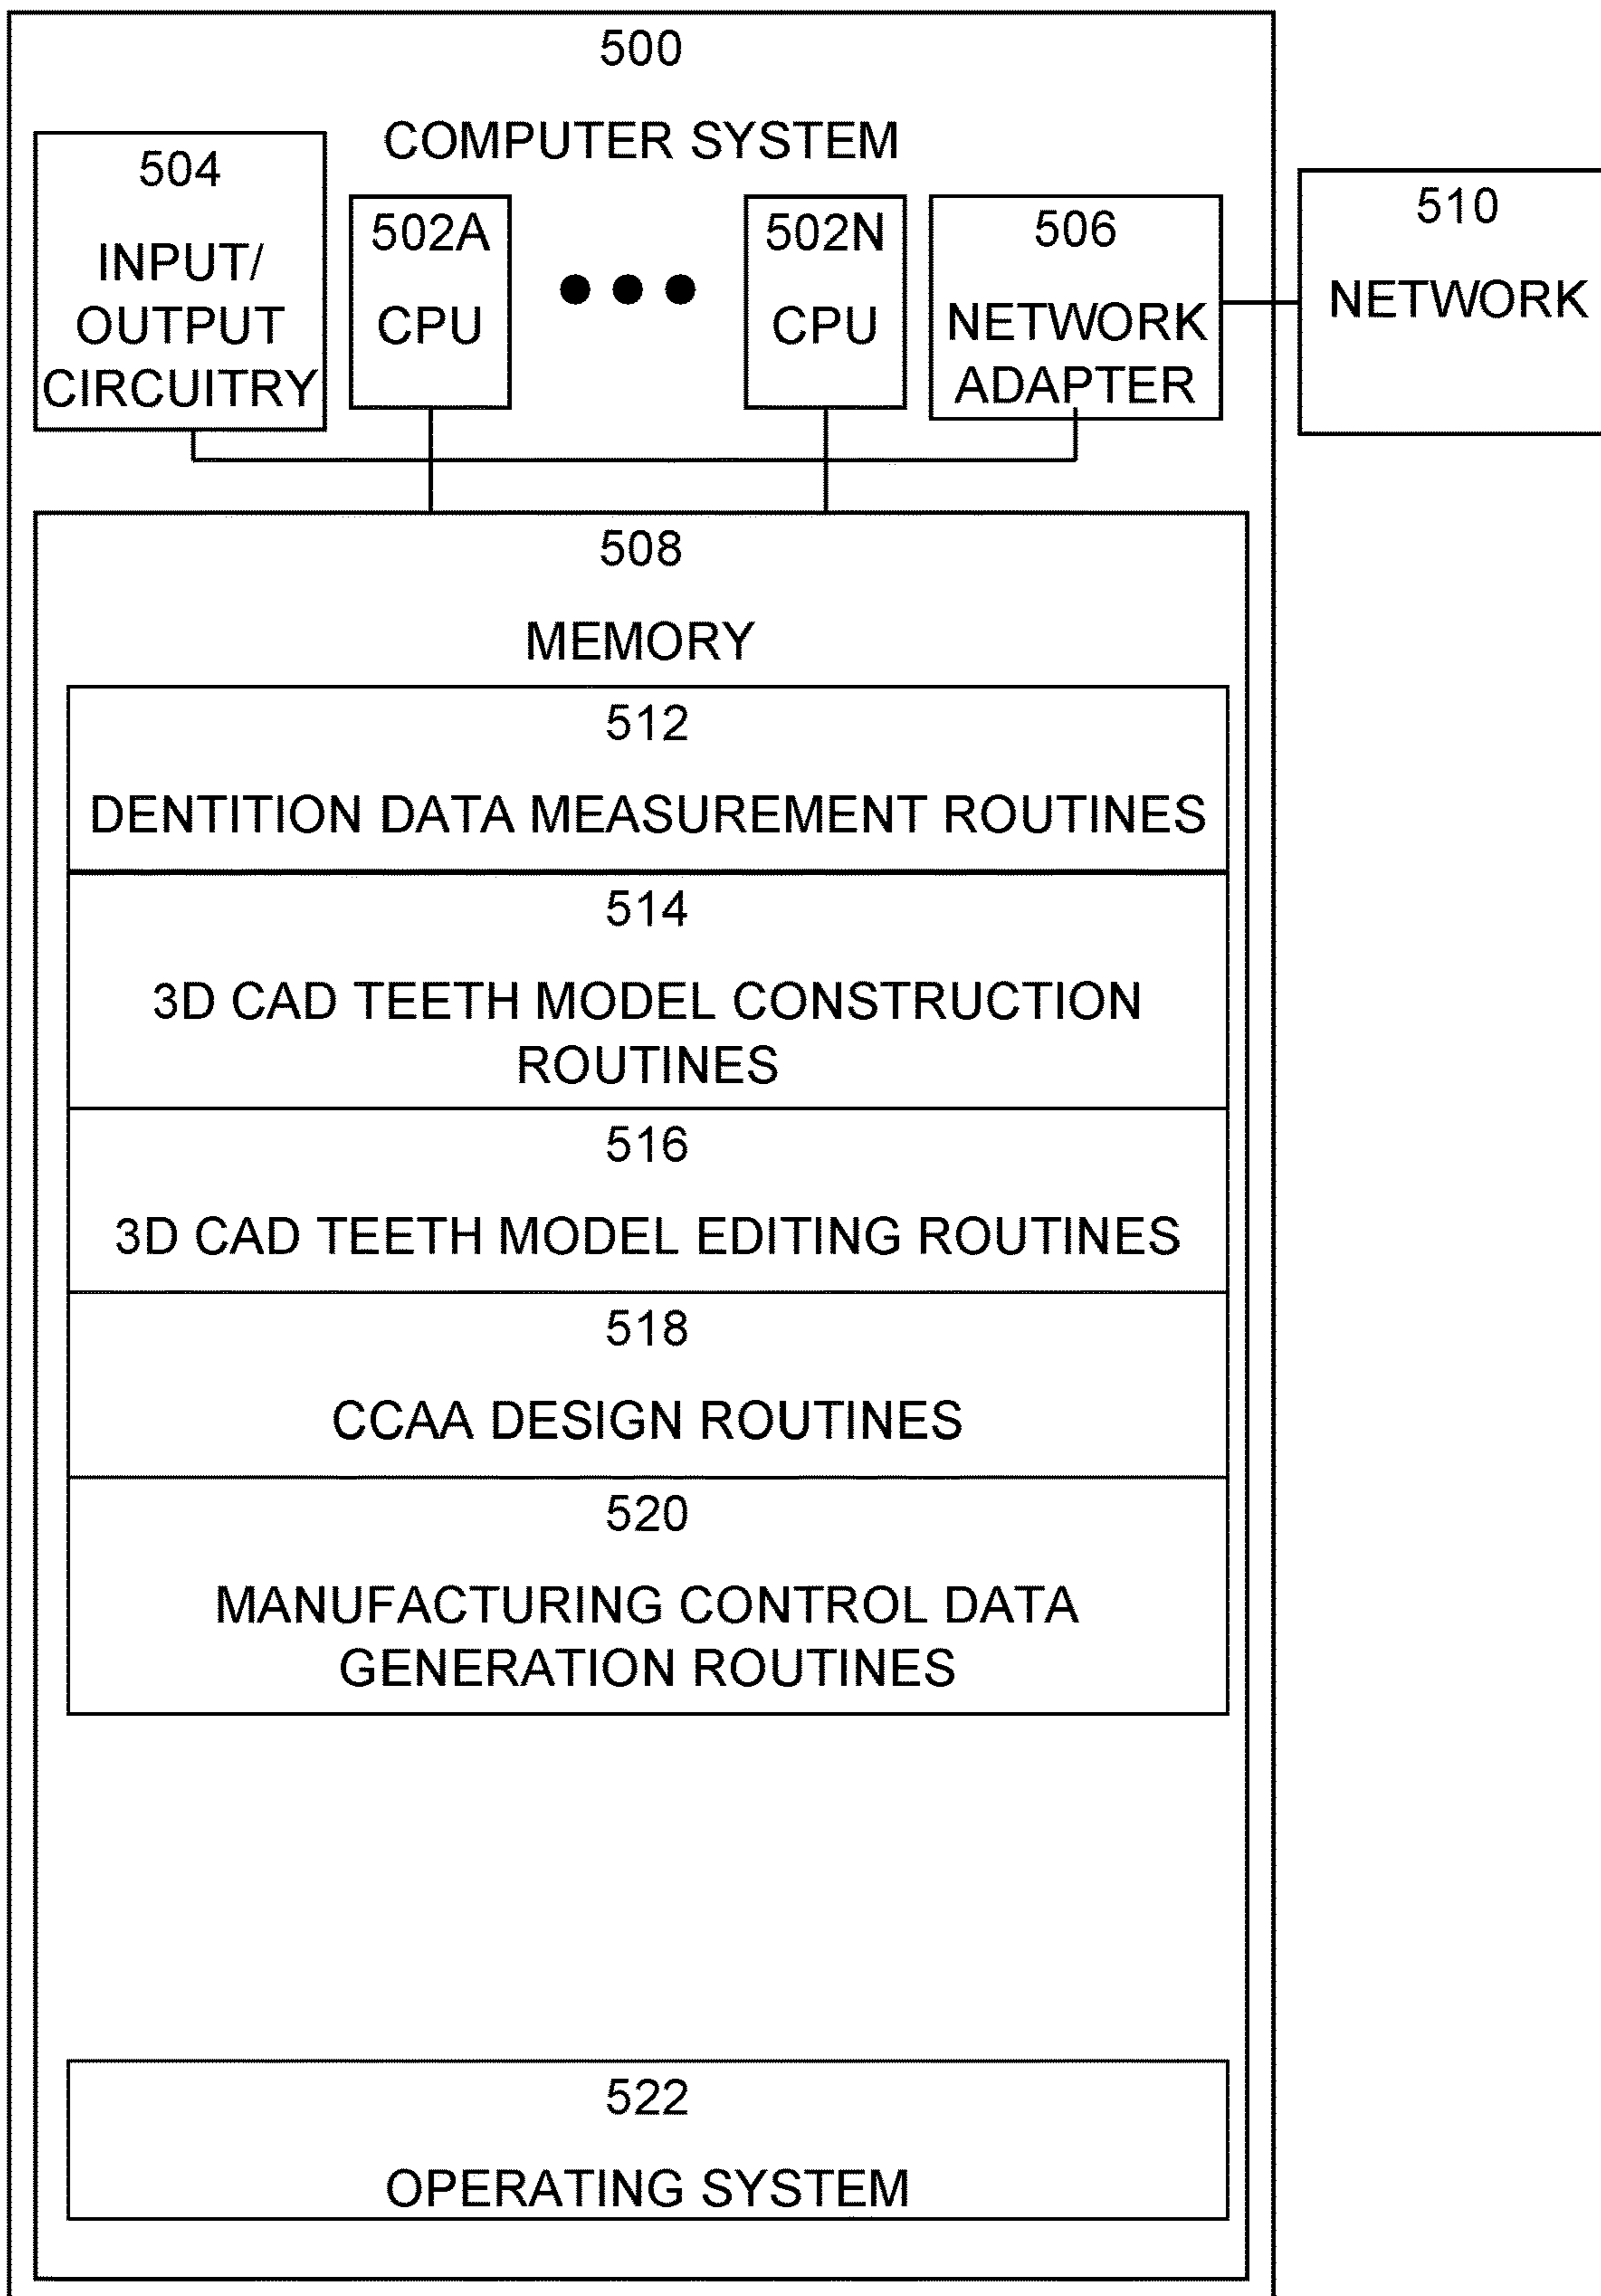 500
COMPUTER SYSTEM
504
INPUT/
OUTPUT
CIRCUITRY
502A
CPU
502N
CPU
506
NETWORK
ADAPTER
510
NETWORK
508
MEMORY
512
DENTITION DATA MEASUREMENT ROUTINES
514
3D CAD TEETH MODEL CONSTRUCTION
ROUTINES
516
3D CAD TEETH MODEL EDITING ROUTINES
518
CCAA DESIGN ROUTINES
520
MANUFACTURING CONTROL DATA
GENERATION ROUTINES
522
OPERATING SYSTEM